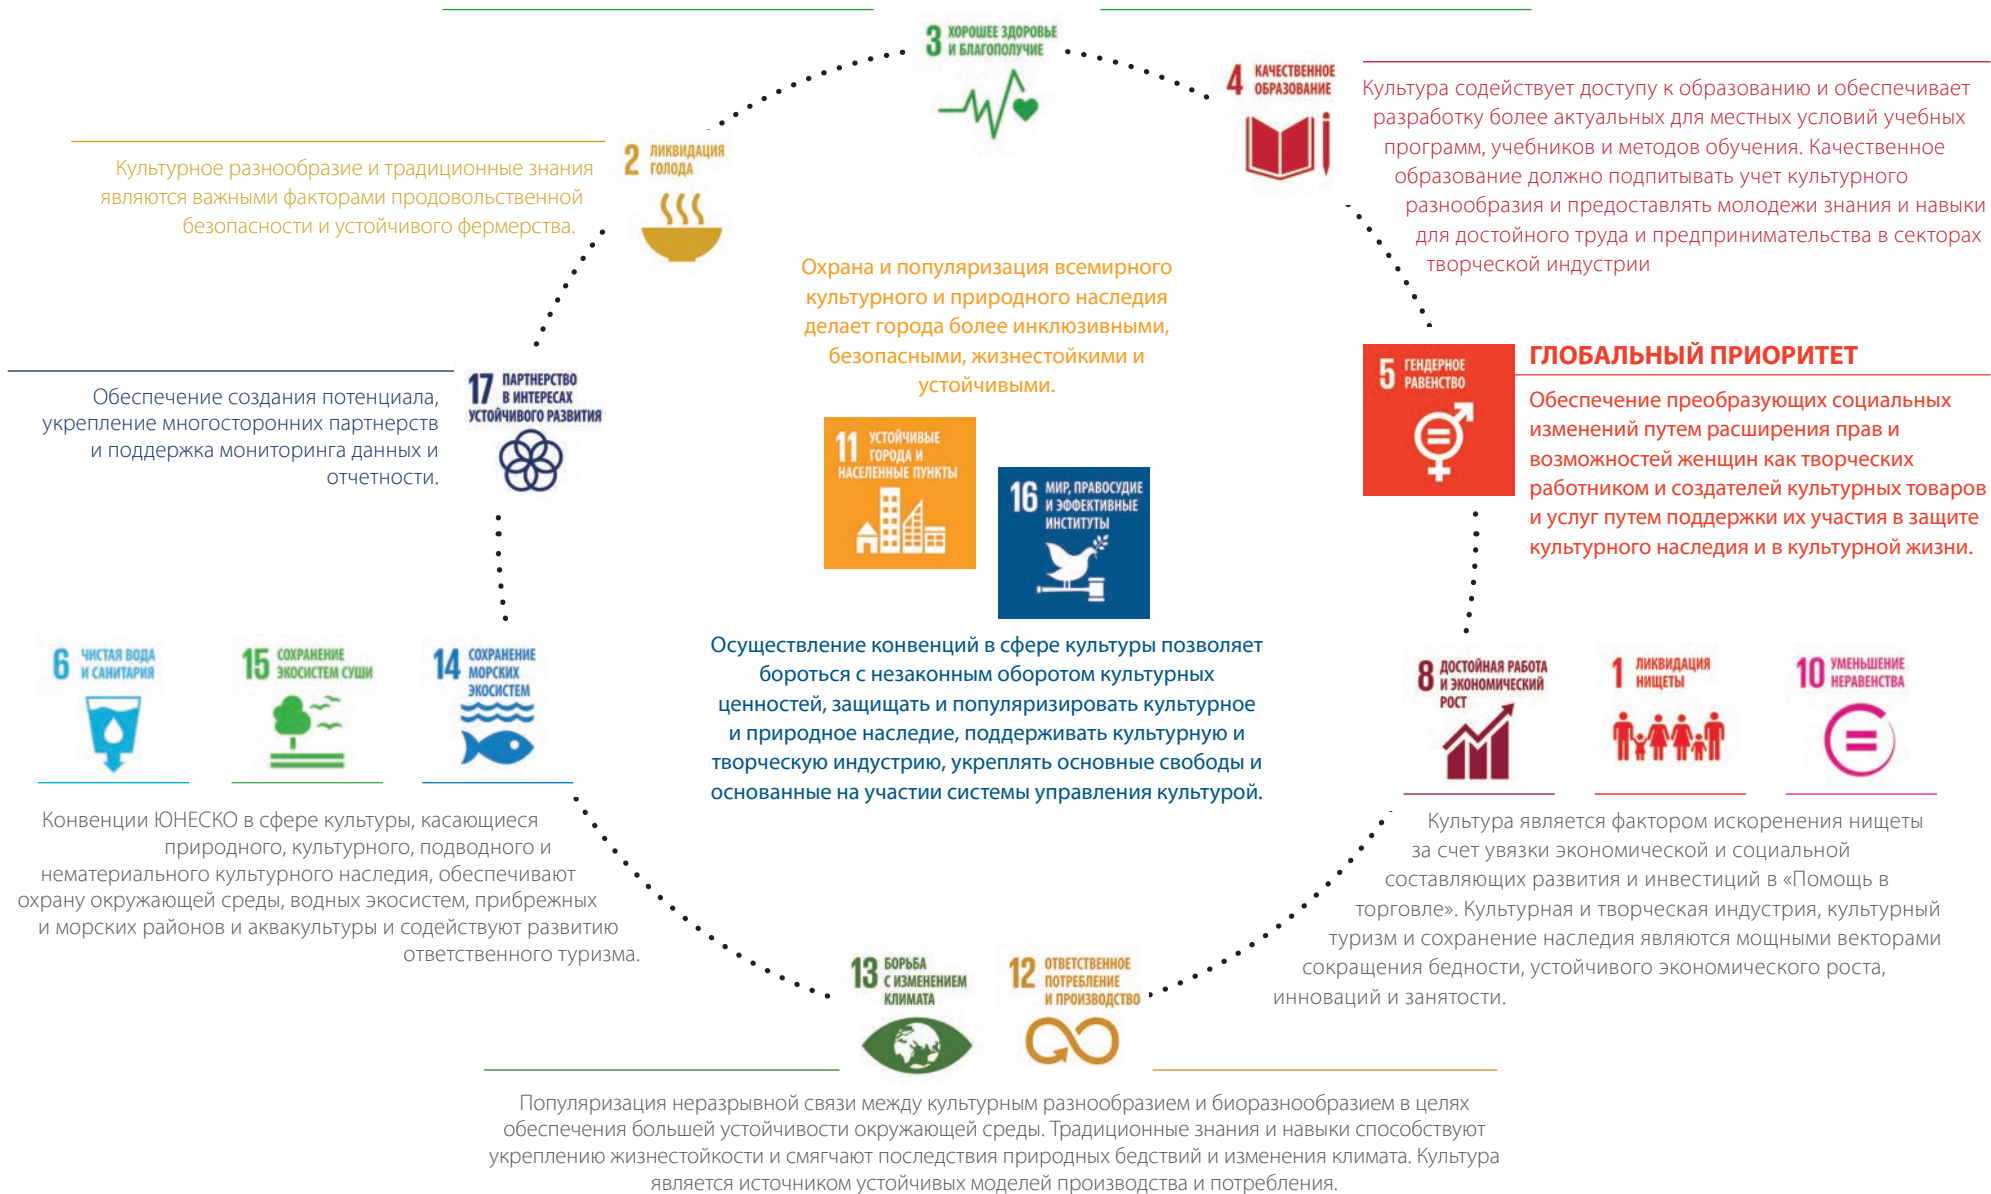 3 ХОРОШЕЕ ЗДОРОВЬЕ
И БЛАГОПОЛУЧИЕ
4 КАЧЕСТВЕННОЕ
ОБРАЗОВАНИЕ
Культура содействует доступу к образованию и обеспечивает
разработку более актуальных для местных условий учебных
программ, учебников и методов обучения. Качественное
образование должно подпитывать учет культурного
разнообразия и предоставлять молодежи знания и навыки
для достойного труда и предпринимательства в секторах
творческой индустрии
2 ЛИКВИДАЦИЯ
ГОЛОДА
Культурное разнообразие и традиционные знания
являются важными факторами продовольственной
безопасности и устойчивого фермерства.
Охрана и популяризация всемирного
культурного и природного наследия
делает города более инклюзивными,
безопасными, жизнестойкими и
устойчивыми.
11 УСТОЙЧИВЫЕ
ГОРОДА И
НАСЕЛЕННЫЕ ПУНКТЫ
16 МИР, ПРАВОСУДИЕ
И ЭФФЕКТИВНЫЕ
ИНСТИТУТЫ
Осуществление конвенций в сфере культуры позволяет
бороться с незаконным оборотом культурных
ценностей, защищать и популяризировать культурное
и природное наследие, поддерживать культурную и
творческую индустрию, укреплять основные свободы и
основанные на участии системы управления культурой.
17 ПАРТНЕРСТВО
В ИНТЕРЕСАХ
УСТОЙЧИВОГО РАЗВИТИЯ
Обеспечение создания потенциала,
укрепление многосторонних партнерств
и поддержка мониторинга данных и
отчетности.
5 ГЕНДЕРНОЕ
РАВЕНСТВО
ГЛОБАЛЬНЫЙ ПРИОРИТЕТ
Обеспечение преобразующих социальных
изменений путем расширения прав и
возможностей женщин как творческих
работником и создателей культурных товаров
и услуг путем поддержки их участия в защите
культурного наследия и в культурной жизни.
6 ЧИСТАЯ ВОДА
И САНИТАРИЯ
15 СОХРАНЕНИЕ
ЭКОСИСТЕМ СУШИ
14 СОХРАНЕНИЕ
МОРСКИХ
ЭКОСИСТЕМ
Конвенции ЮНЕСКО в сфере культуры, касающиеся
природного, культурного, подводного и
нематериального культурного наследия, обеспечивают
охрану окружающей среды, водных экосистем, прибрежных
и морских районов и аквакультуры и содействуют развитию
ответственного туризма.
8 ДОСТОЙНАЯ РАБОТА
И ЭКОНОМИЧЕСКИЙ
РОСТ
1 ЛИКВИДАЦИЯ
НИЩЕТЫ
10 УМЕНЬШЕНИЕ
НЕРАВЕНСТВА
Культура является фактором искоренения нищеты
за счет увязки экономической и социальной
составляющих развития и инвестиций в «Помощь в
торговле». Культурная и творческая индустрия, культурный
туризм и сохранение наследия являются мощными векторами
сокращения бедности, устойчивого экономического роста,
инноваций и занятости.
13 БОРЬБА
С ИЗМЕНЕНИЕМ
КЛИМАТА
12 ОТВЕТСТВЕННОЕ
ПОТРЕБЛЕНИЕ
И ПРОИЗВОДСТВО
Популяризация неразрывной связи между культурным разнообразием и биоразнообразием в целях
обеспечения большей устойчивости окружающей среды. Традиционные знания и навыки способствуют
укреплению жизнестойкости и смягчают последствия природных бедствий и изменения климата. Культура
является источником устойчивых моделей производства и потребления.